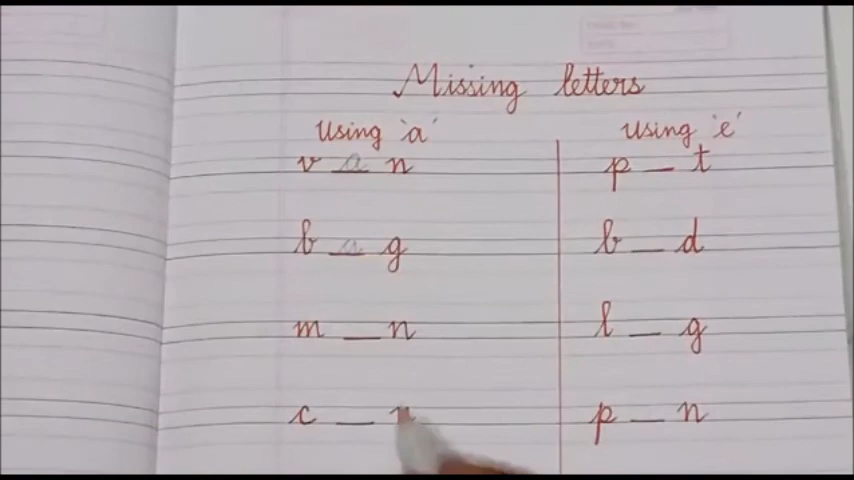 Missing letters
Using 'a' Using 'e'
v a n p _ t
b a g b _ d
m _ n l _ g
c _ n p _ n